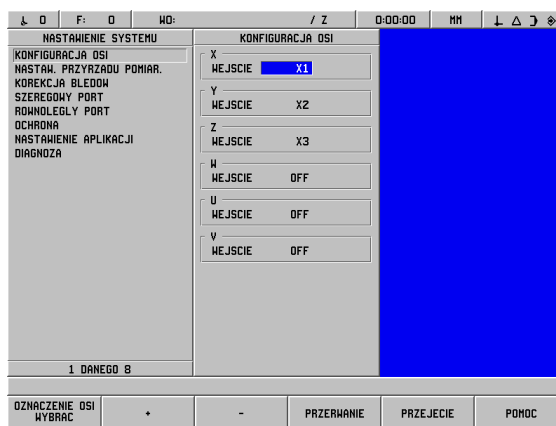 0 F: 0 W0: / Z 0:00:00 MM
NASTAWIENIE SYSTEMU
KONFIGURACJA OSI
NASTAW. PRZYRZADU POMIAR.
KOREKCJA BLEDOW
SZEREGOWY PORT
ROWNOLEGLY PORT
OCHRONA
NASTAWIENIE APLIKACJI
DIAGNOZA
1 DANEGO 8
KONFIGURACJA OSI
X
WEJSCIE X1
Y
WEJSCIE X2
Z
WEJSCIE X3
W
WEJSCIE OFF
U
WEJSCIE OFF
V
WEJSCIE OFF
OZNACZENIE OSI
WYBRAC
+
-
PRZERWANIE
PRZEJECIE
POMOC